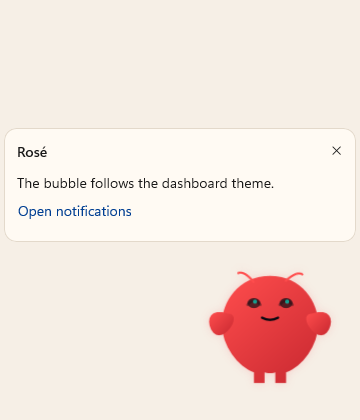 Rosé
The bubble follows the dashboard theme.
Open notifications